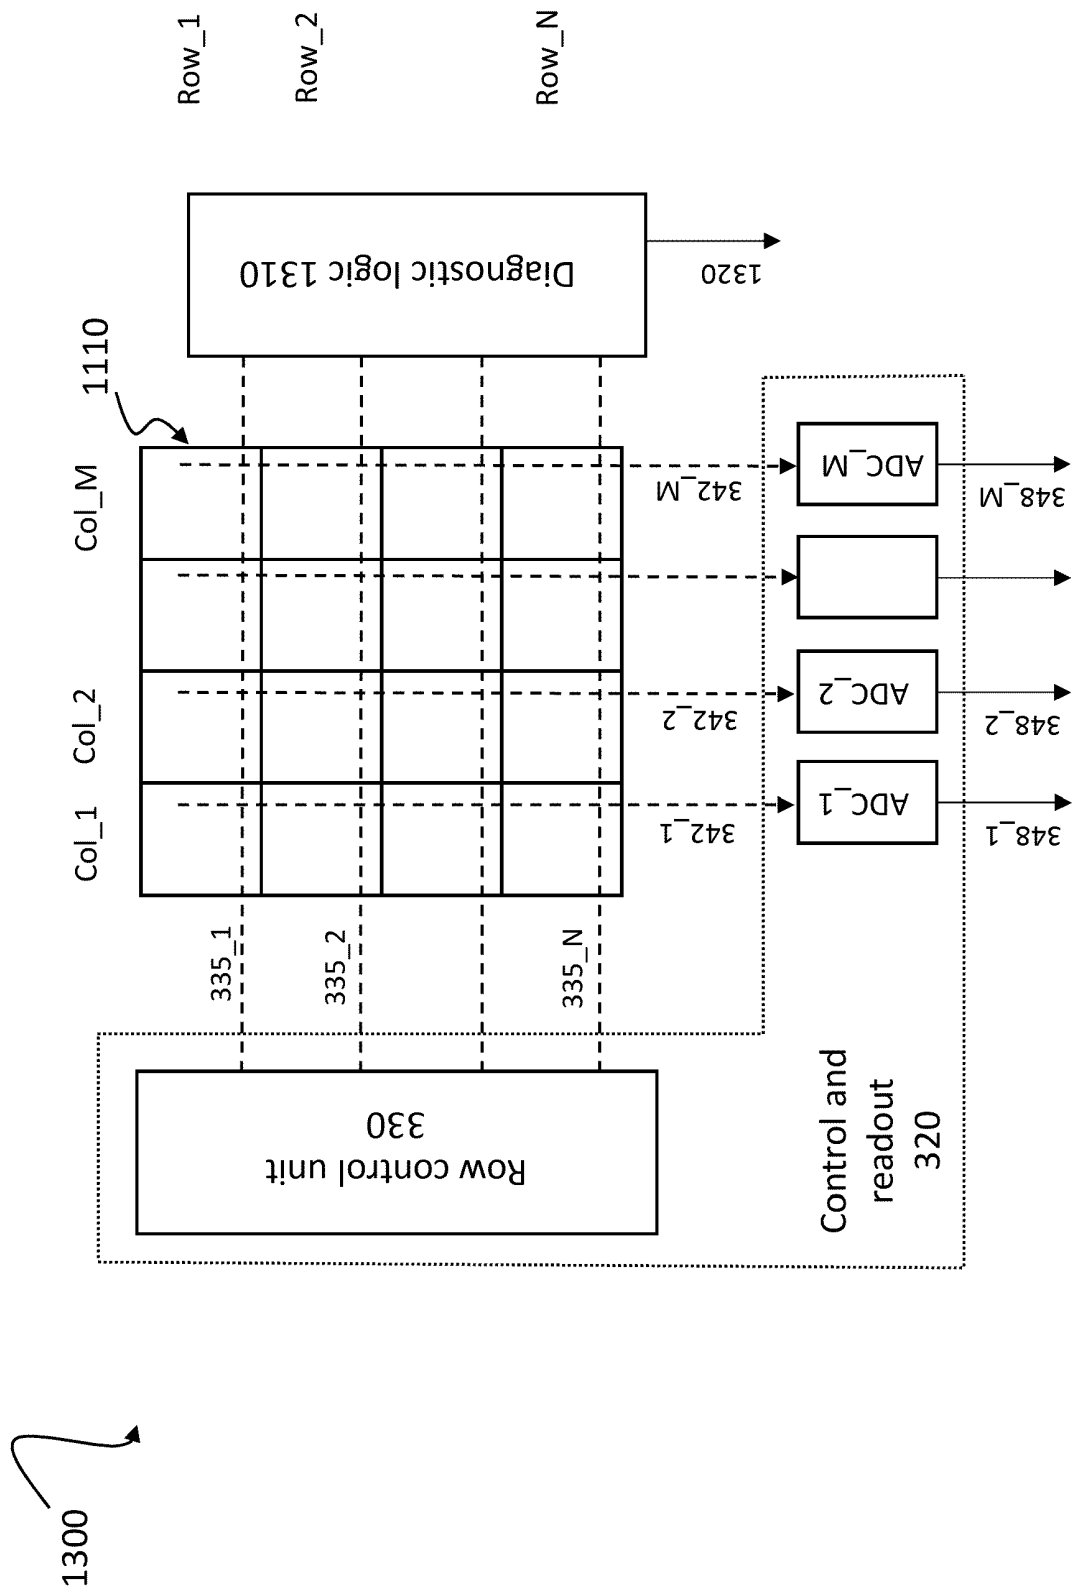 1300
1110
Col_1
Col_2
Col_M
Row_1
Row_2
Row_N
335_1
335_2
335_N
Row control unit
330
Diagnostic logic 1310
1320
342_1
342_2
342_M
ADC_1
ADC_2
ADC_M
348_1
348_2
348_M
Control and
readout
320